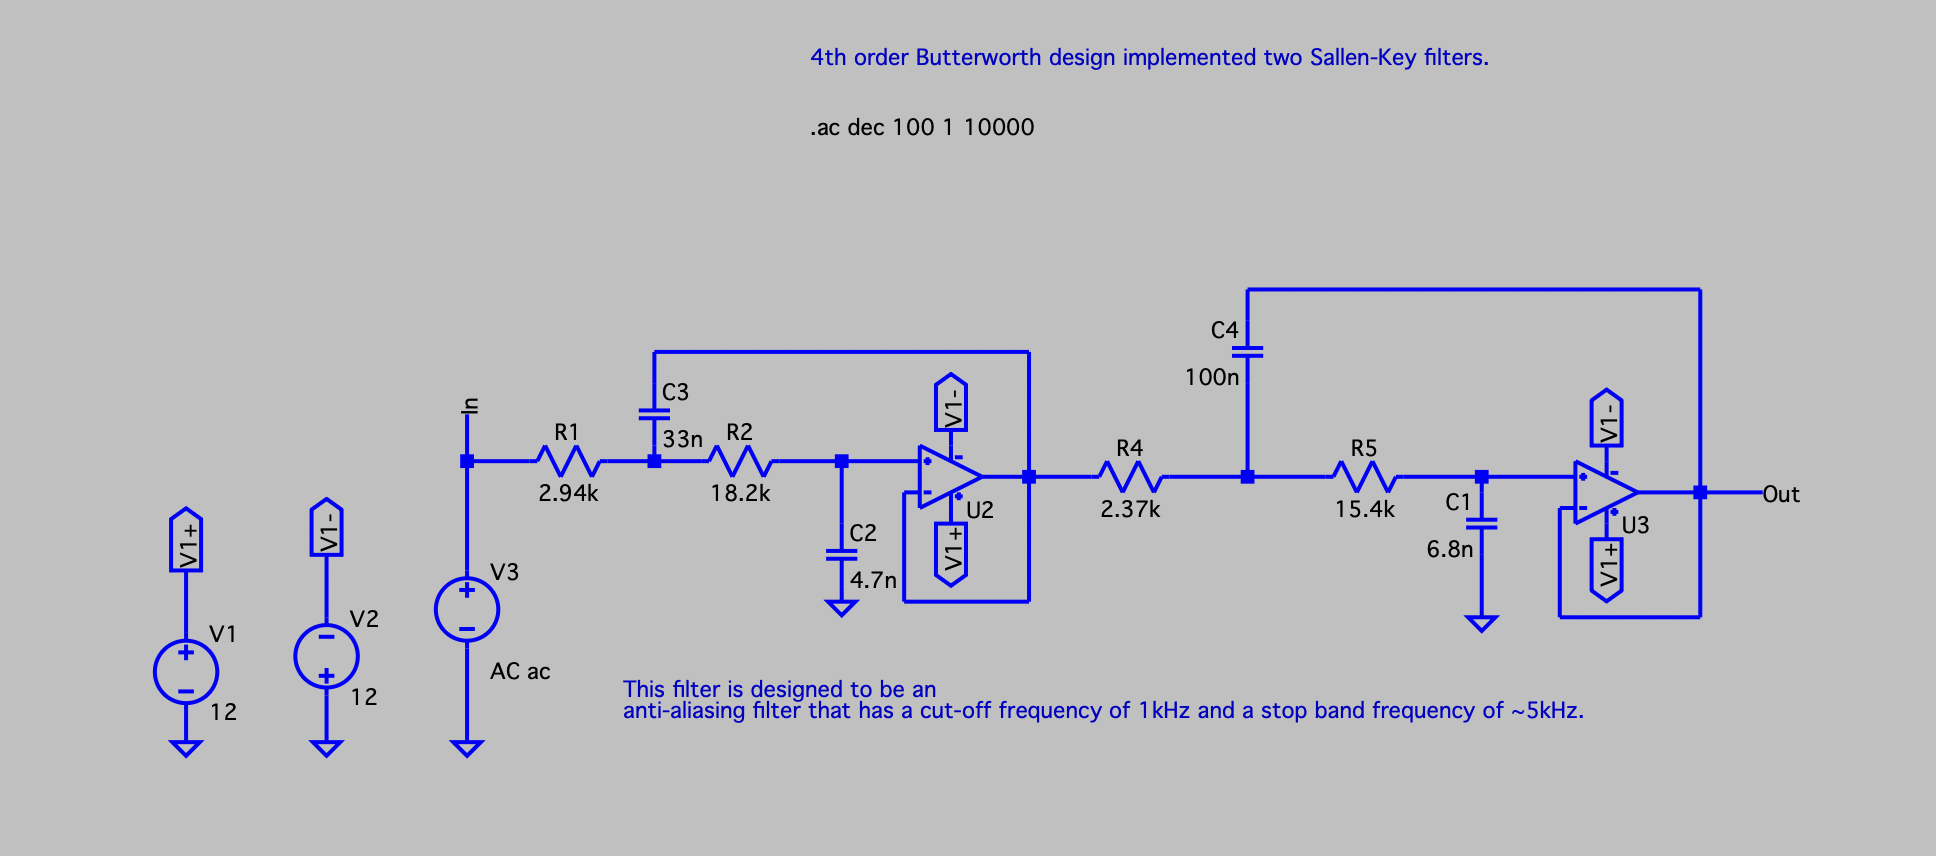 4th order Butterworth design implemented two Sallen-Key filters.
.ac dec 100 1 10000
C4
100n
C3
33n
V1-
V1-
In
R1
2.94k
R2
18.2k
R4
2.37k
R5
15.4k
C1
6.8n
U2
U3
C2
4.7n
V1+
V1+
V1+
V1-
V3
AC ac
V1
12
V2
12
Out
This filter is designed to be an
anti-aliasing filter that has a cut-off frequency of 1kHz and a stop band frequency of ~5kHz.